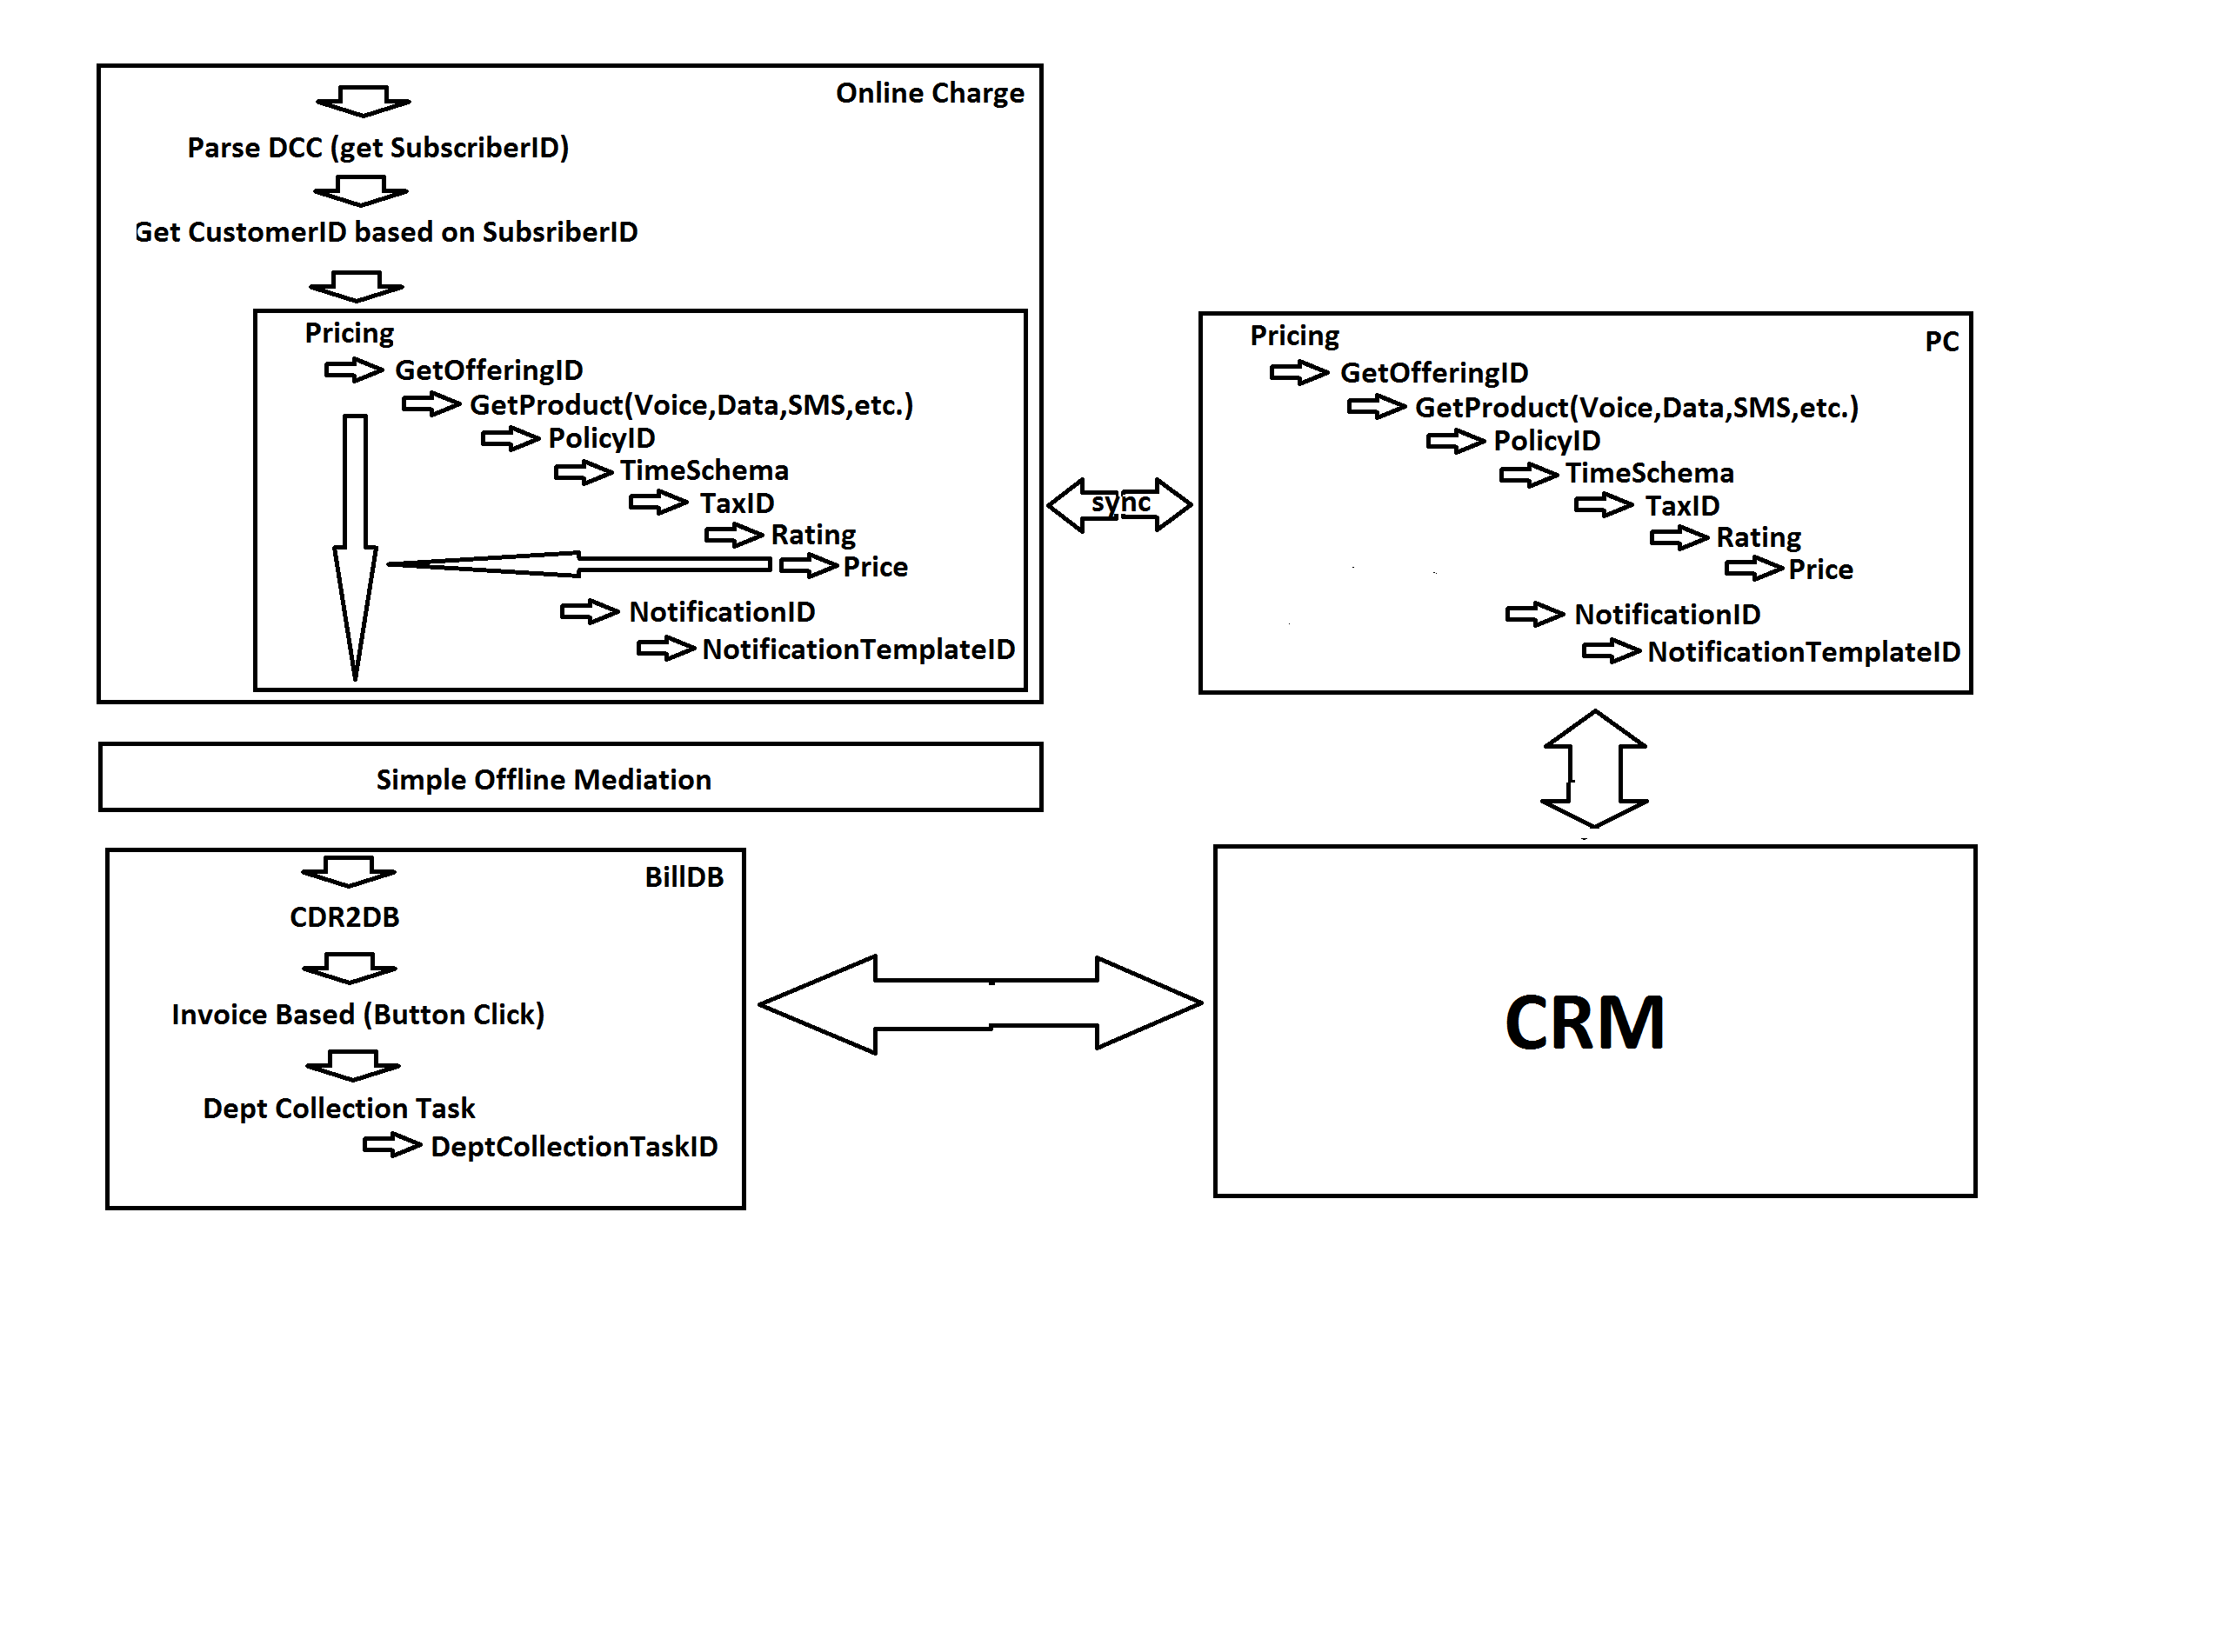 Online Charge
Parse DCC (get SubscriberID)
Get CustomerID based on SubsriberID
Pricing
GetOfferingID
GetProduct(Voice,Data,SMS,etc.)
PolicyID
TimeSchema
TaxID
Rating
Price
NotificationID
NotificationTemplateID
sync
PC
Pricing
GetOfferingID
GetProduct(Voice,Data,SMS,etc.)
PolicyID
TimeSchema
TaxID
Rating
Price
NotificationID
NotificationTemplateID
Simple Offline Mediation
BillDB
CDR2DB
Invoice Based (Button Click)
Dept Collection Task
DeptCollectionTaskID
CRM